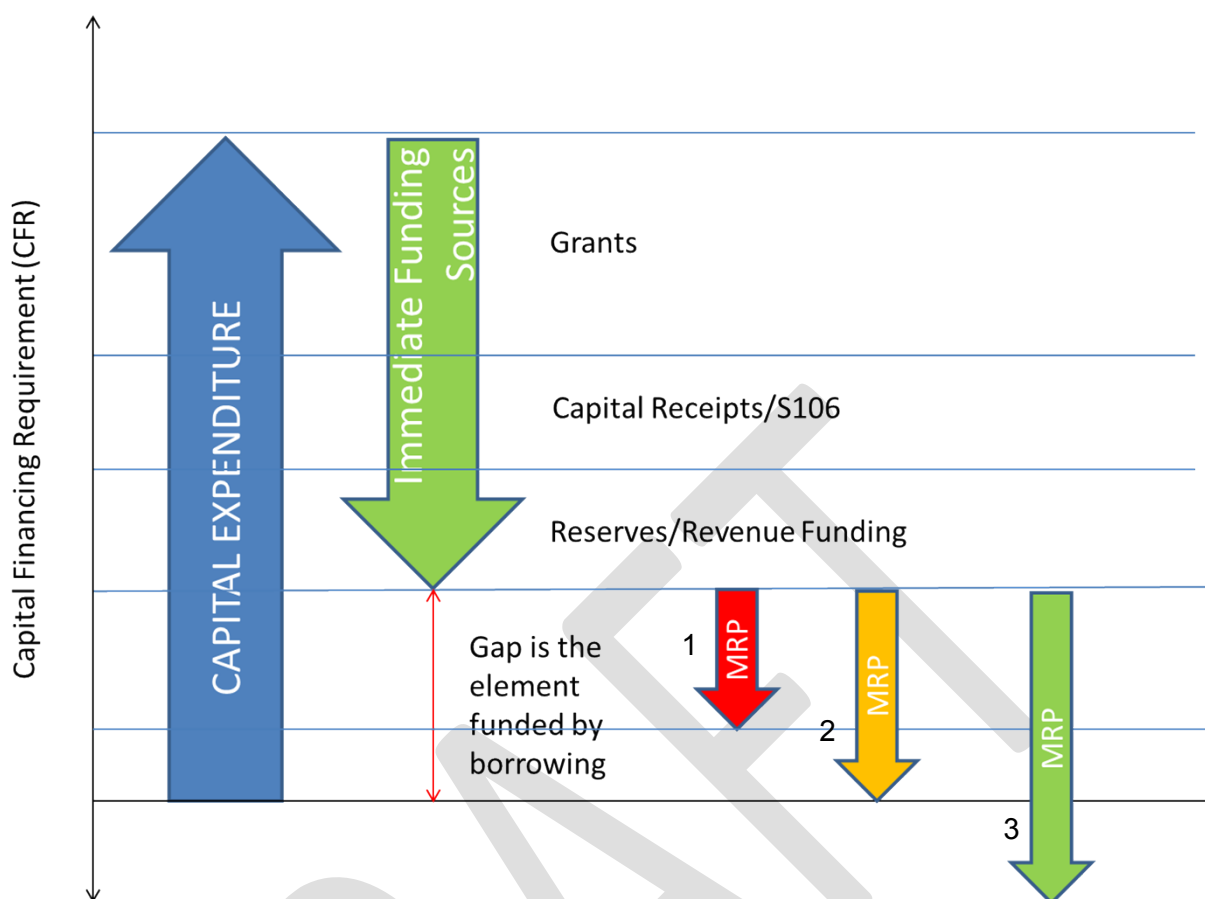 Capital Financing Requirement (CFR)
CAPITAL EXPENDITURE
Immediate Funding
Sources
Grants
Capital Receipts/S106
Reserves/Revenue Funding
Gap is the
element
funded by
borrowing
1
MRP
2
MRP
3
MRP